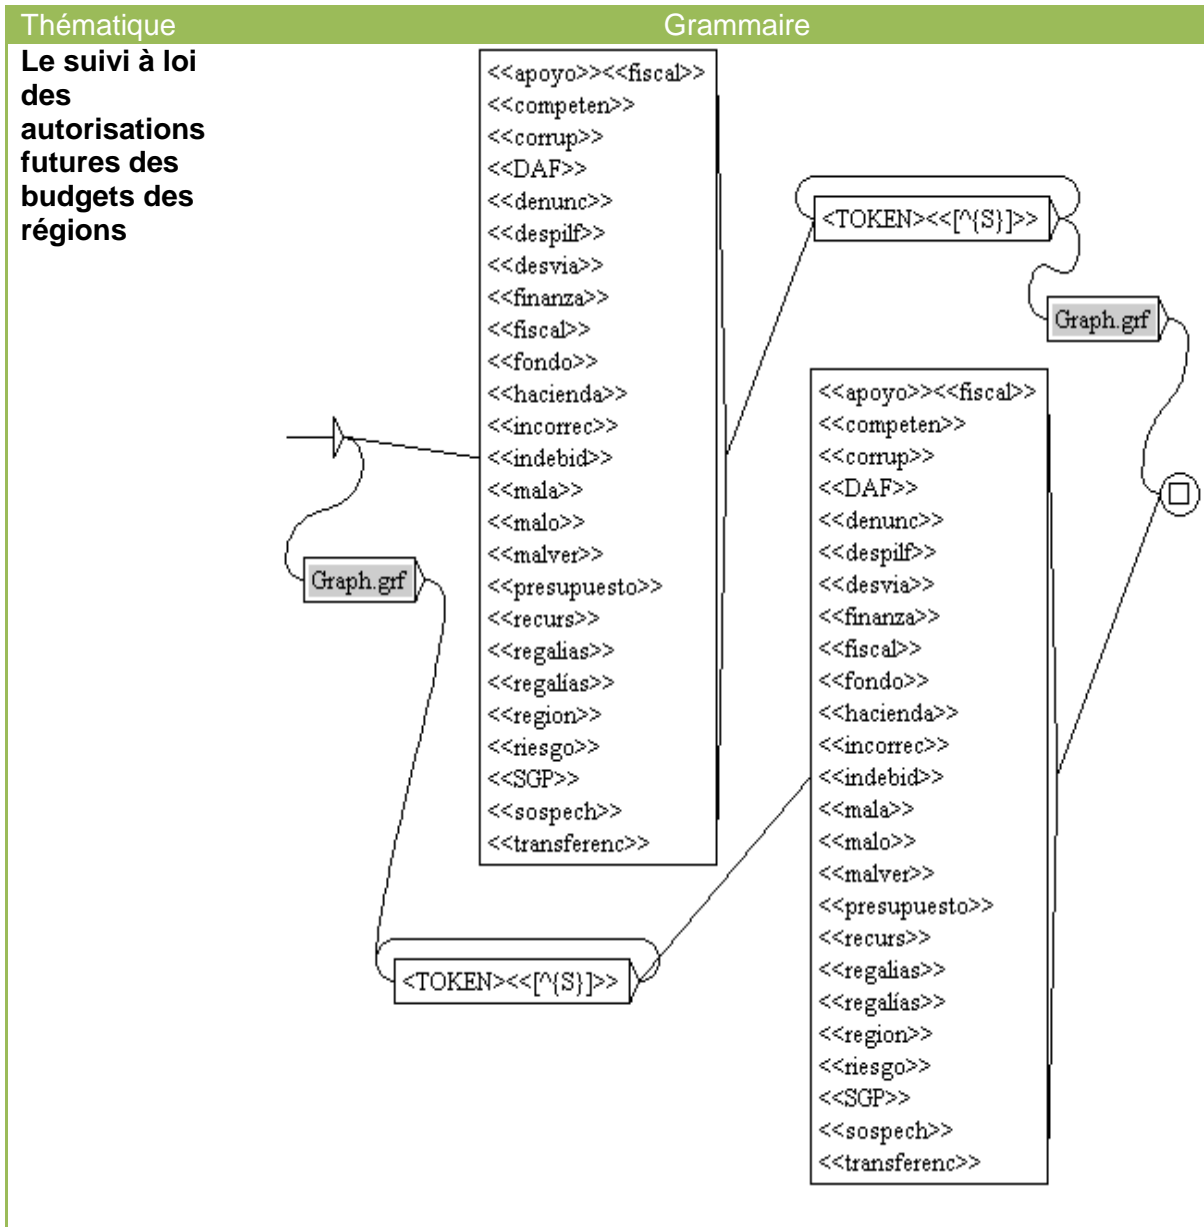 Thématique
Grammaire
Le suivi à loi
des
autorisations
futures des
budgets des
régions
<<apoyo>><<fiscal>>
<<competen>>
<<corrup>>
<<DAF>>
<<denunc>>
<<despilf>>
<<desvia>>
<<finanza>>
<<fiscal>>
<<fondo>>
<<hacienda>>
<<incorrec>>
<<indebid>>
<<mala>>
<<malo>>
<<malver>>
<<presupuesto>>
<<recurs>>
<<regalias>>
<<regalías>>
<<region>>
<<riesgo>>
<<SGP>>
<<sospech>>
<<transferenc>>
<TOKEN><<[^{S}]>>
Graph.grf
Graph.grf
<TOKEN><<[^{S}]>>
<<apoyo>><<fiscal>>
<<competen>>
<<corrup>>
<<DAF>>
<<denunc>>
<<despilf>>
<<desvia>>
<<finanza>>
<<fiscal>>
<<fondo>>
<<hacienda>>
<<incorrec>>
<<indebid>>
<<mala>>
<<malo>>
<<malver>>
<<presupuesto>>
<<recurs>>
<<regalias>>
<<regalías>>
<<region>>
<<riesgo>>
<<SGP>>
<<sospech>>
<<transferenc>>